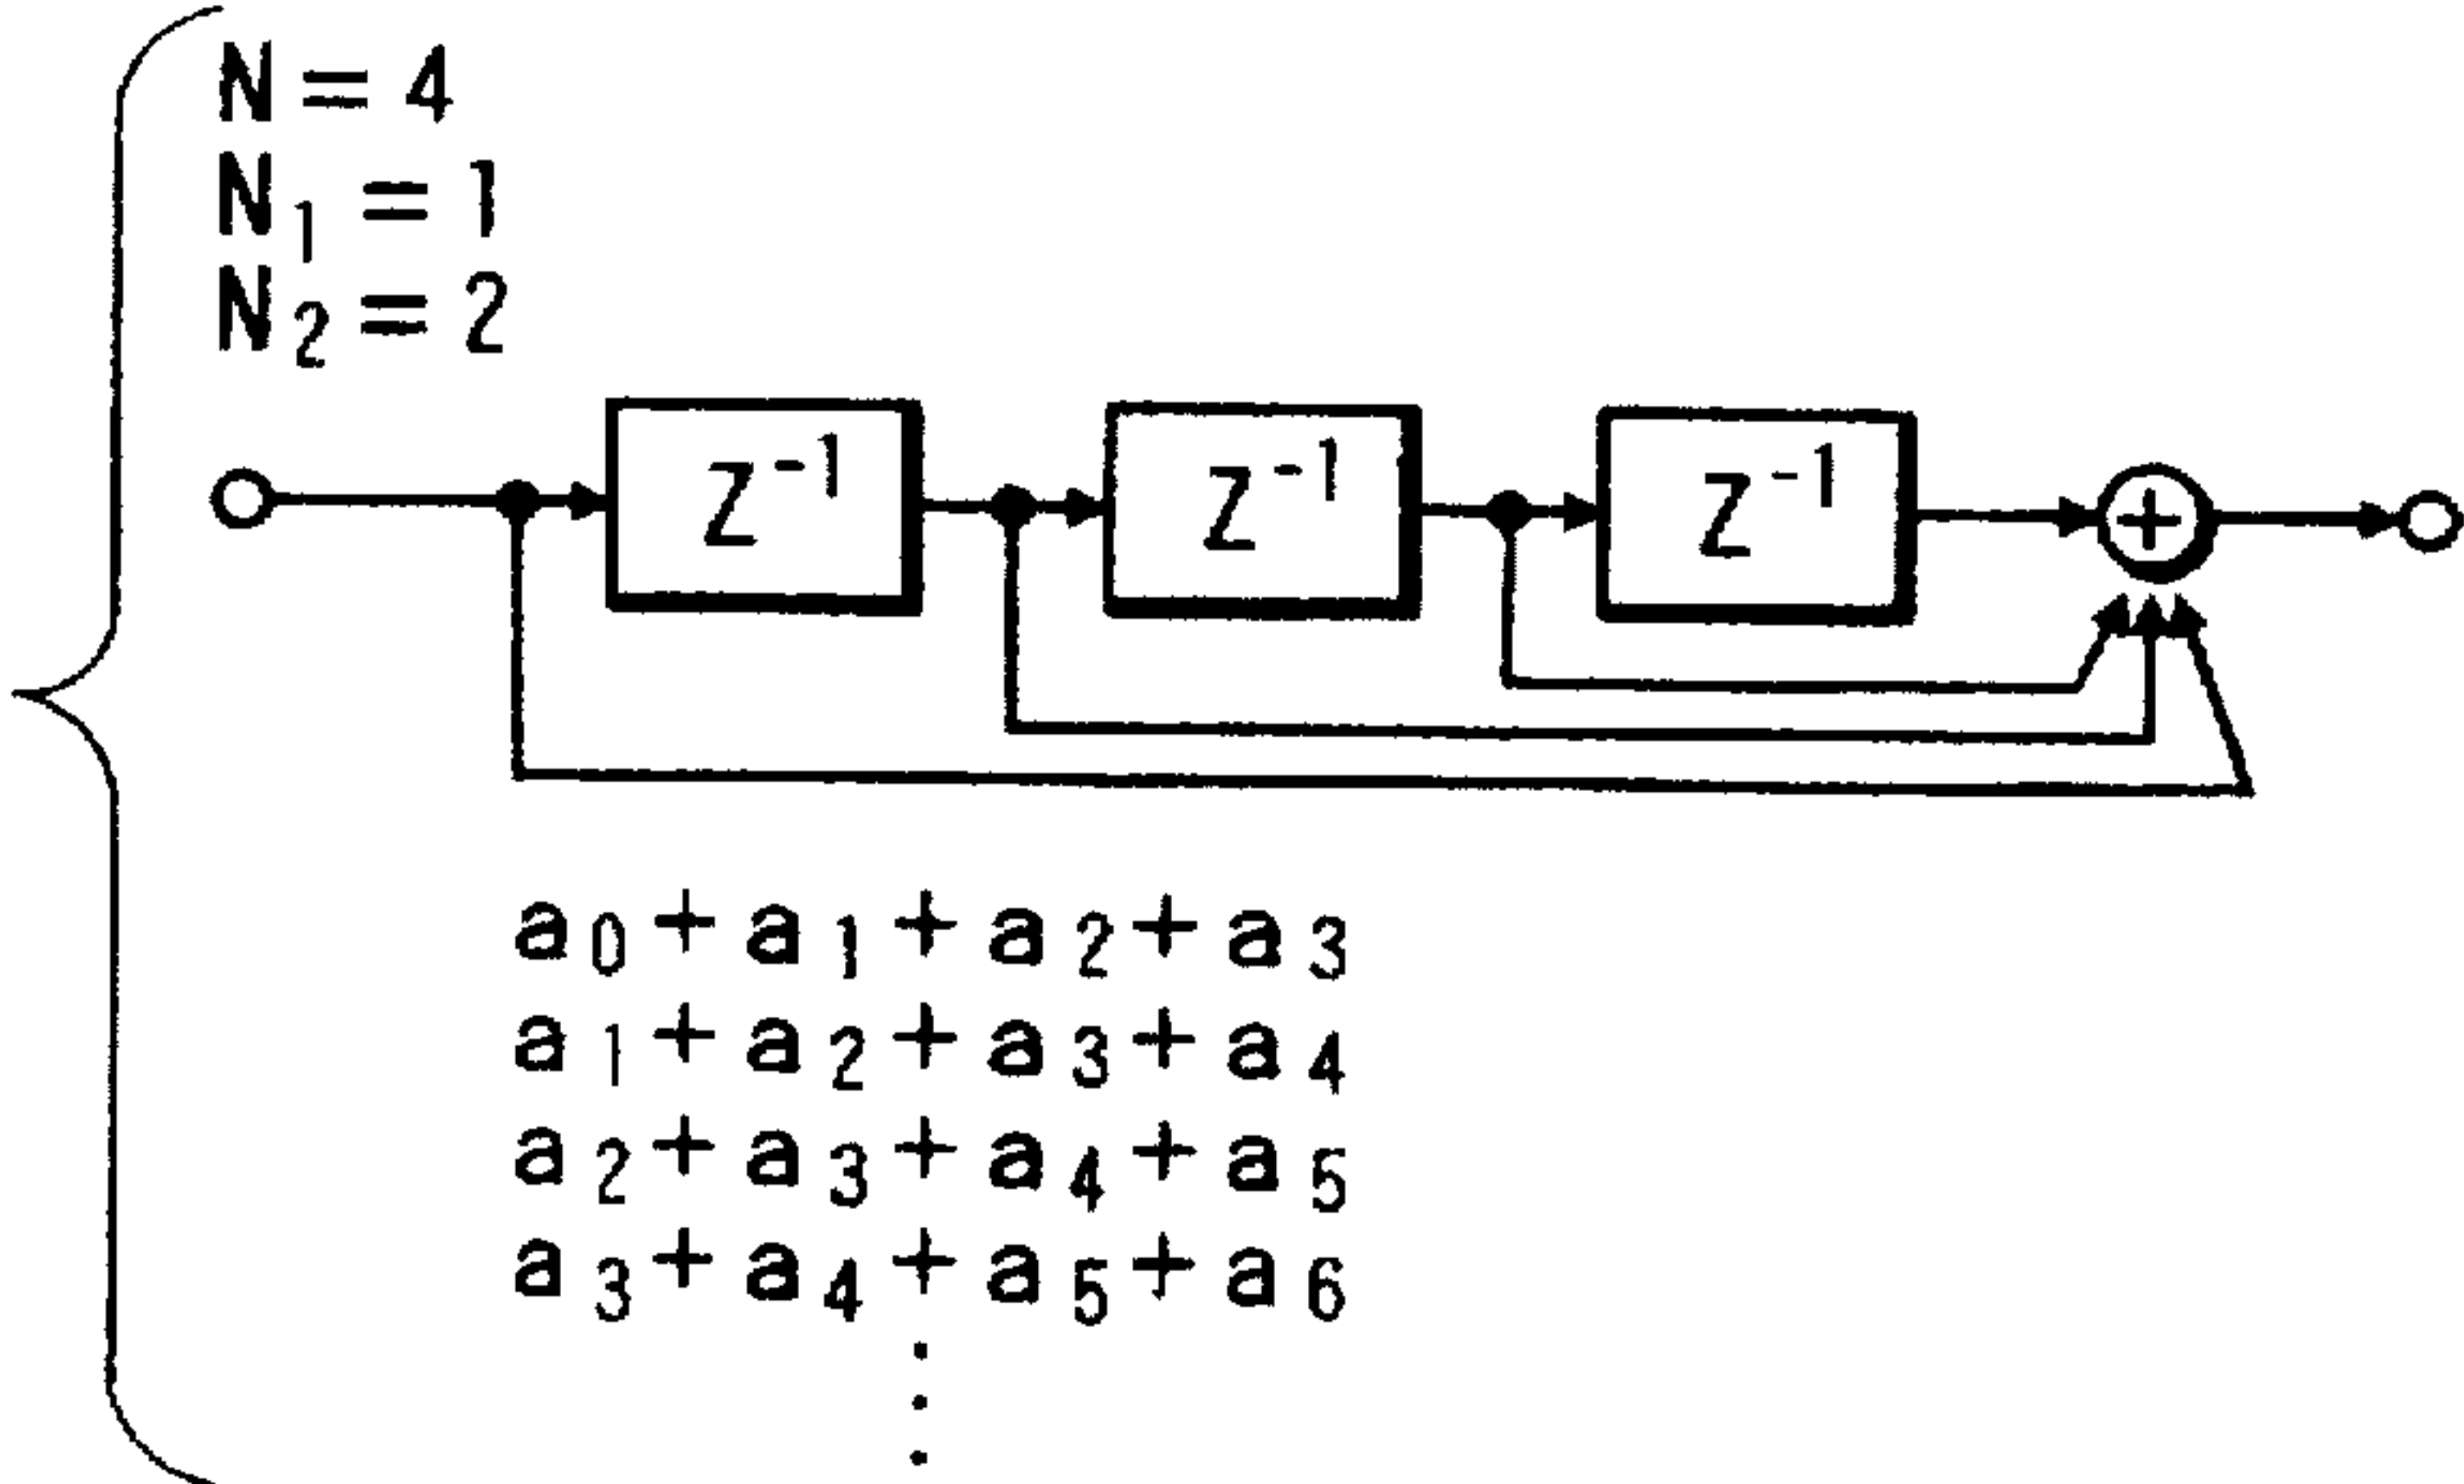 N = 4
N₁ = 1
N₂ = 2
Z⁻¹ Z⁻¹ Z⁻¹ +
a₀ + a₁ + a₂ + a₃
a₁ + a₂ + a₃ + a₄
a₂ + a₃ + a₄ + a₅
a₃ + a₄ + a₅ + a₆